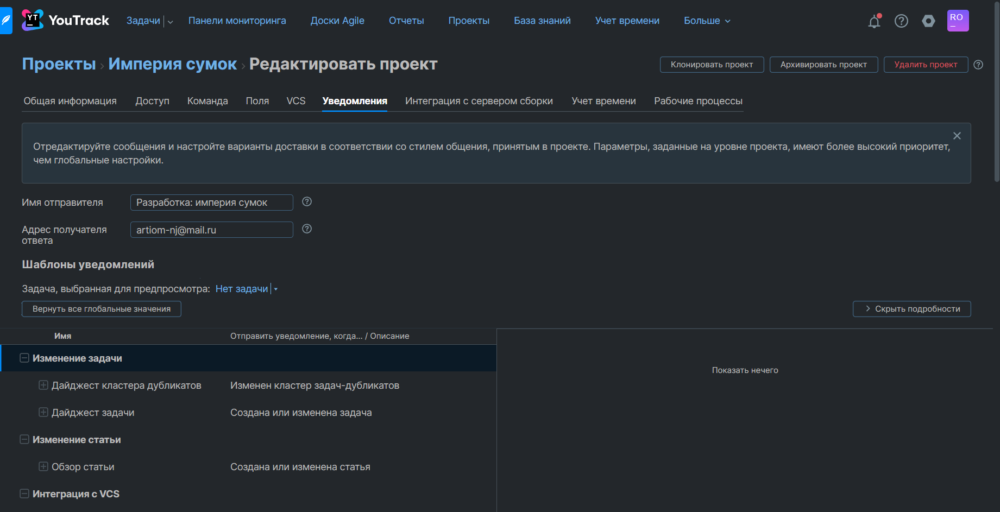 YT
YouTrack
Задачи
Панели мониторинга
Доски Agile
Отчеты
Проекты
База знаний
Учет времени
Больше
RO
Проекты › Империя сумок › Редактировать проект
Клонировать проект
Архивировать проект
Удалить проект
Общая информация
Доступ
Команда
Поля
VCS
Уведомления
Интеграция с сервером сборки
Учет времени
Рабочие процессы
Отредактируйте сообщения и настройте варианты доставки в соответствии со стилем общения, принятым в проекте. Параметры, заданные на уровне проекта, имеют более высокий приоритет,
чем глобальные настройки.
Имя отправителя
Разработка: империя сумок
Адрес получателя
ответа
artiom-nj@mail.ru
Шаблоны уведомлений
Задача, выбранная для предпросмотра: Нет задачи
Вернуть все глобальные значения
Скрыть подробности
Имя
Отправить уведомление, когда... / Описание
Изменение задачи
Показать нечего
Дайджест кластера дубликатов
Изменен кластер задач-дубликатов
Дайджест задачи
Создана или изменена задача
Изменение статьи
Обзор статьи
Создана или изменена статья
Интеграция с VCS